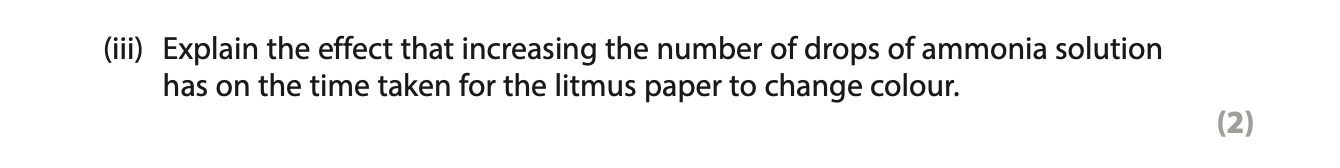 (iii) Explain the effect that increasing the number of drops of ammonia solution
has on the time taken for the litmus paper to change colour.
(2)